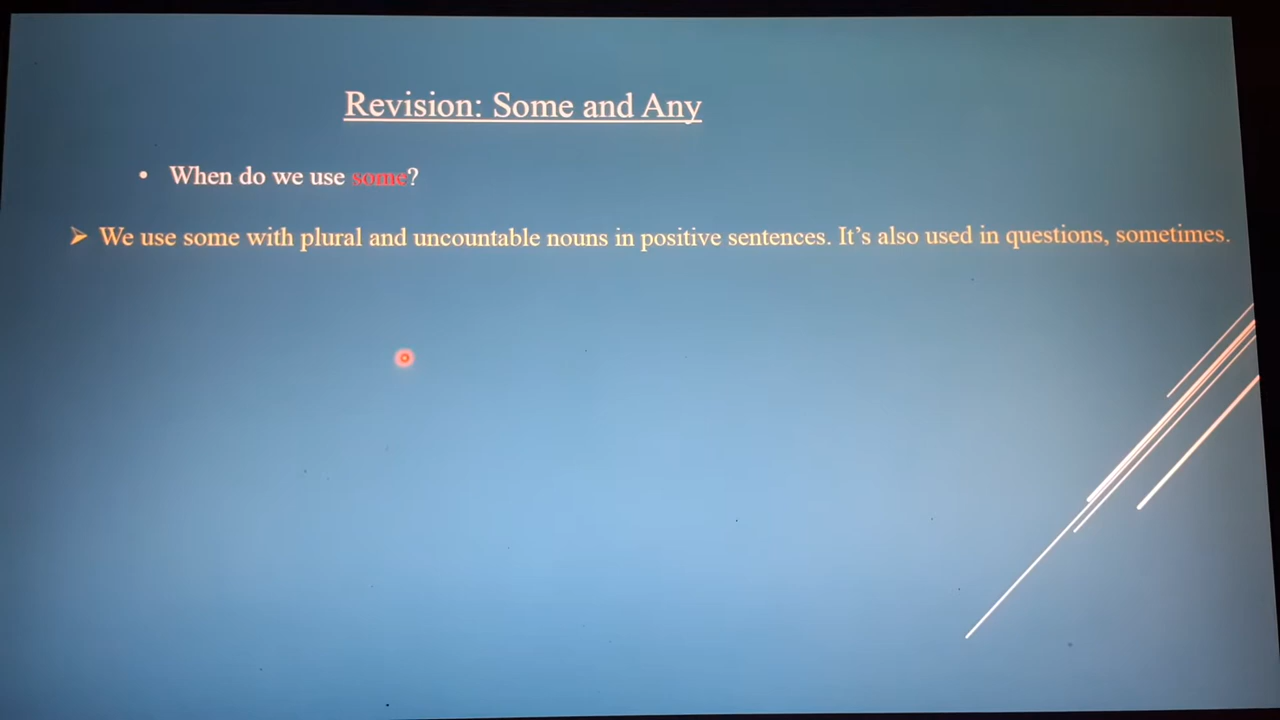 Revision: Some and Any
• When do we use some?
➤ We use some with plural and uncountable nouns in positive sentences. It's also used in questions, sometimes.